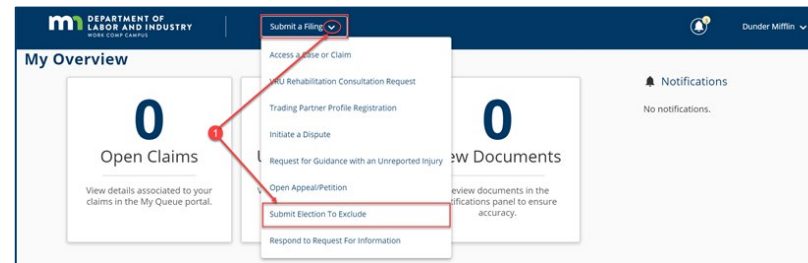 DEPARTMENT OF
LABOR AND INDUSTRY
WORK COMP CAMPUS
Submit a Filing
Dunder Mifflin
My Overview
Access a Case or Claim
VRU Rehabilitation Consultation Request
Trading Partner Profile Registration
Initiate a Dispute
Request for Guidance with an Unreported Injury
Open Appeal/Petition
Submit Election To Exclude
Respond to Request For Information
1
0
Open Claims
View details associated to your
claims in the My Queue portal.
0
ew Documents
eview documents in the
tifications panel to ensure
accuracy.
Notifications
No notifications.